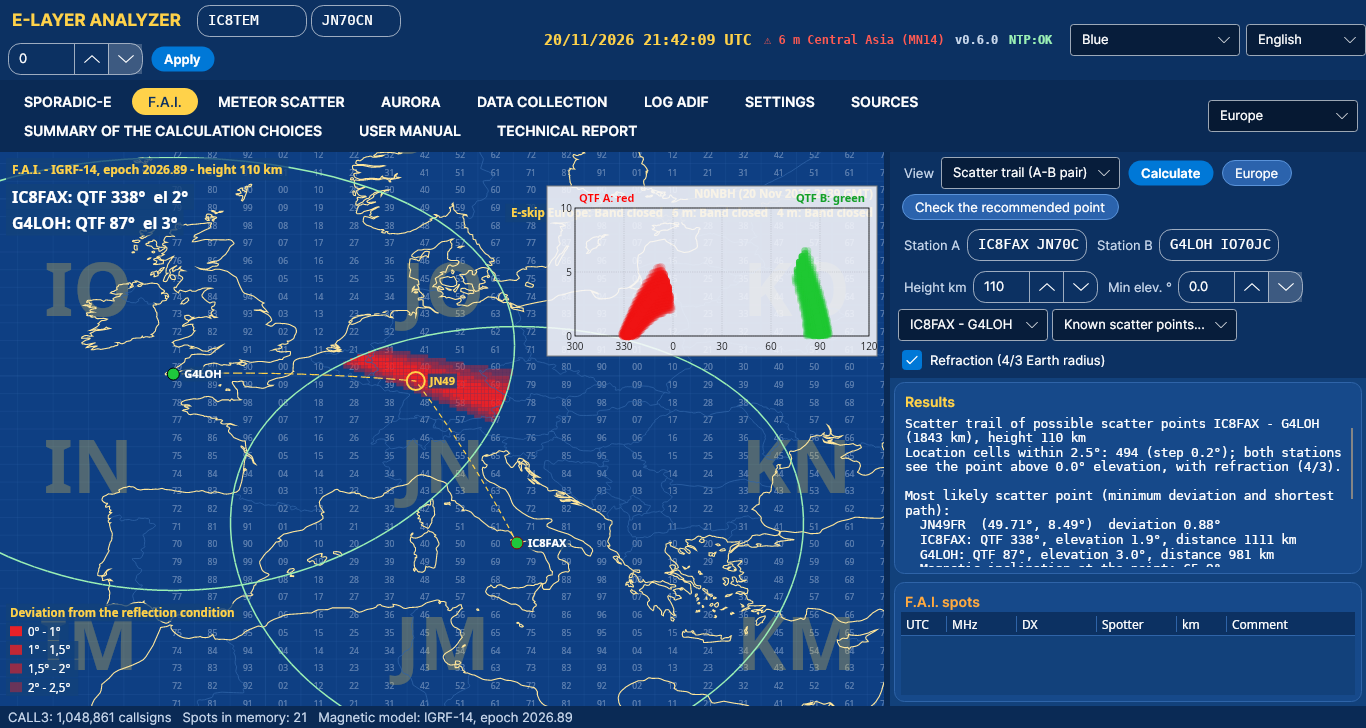 E-LAYER ANALYZER
IC8TEM
JN70CN
20/11/2026 21:42:09 UTC
⚠ 6 m Central Asia (MN14)
v0.6.0
NTP:OK
Blue
English
0
Apply
SPORADIC-E
F.A.I.
METEOR SCATTER
AURORA
DATA COLLECTION
LOG ADIF
SETTINGS
SOURCES
SUMMARY OF THE CALCULATION CHOICES
USER MANUAL
TECHNICAL REPORT
Europe
F.A.I. - IGRF-14, epoch 2026.89 - height 110 km
IC8FAX: QTF 338° el 2°
G4LOH: QTF 87° el 3°
QTF A: red
QTF B: green
E-skip Europe: Band closed 6 m: Band closed 4 m: Band closed
10
5
0
300 330 0 30 60 90 120
IO
JO
KO
G4LOH
JN49
IN
JN
KN
IC8FAX
IM
JM
KM
Deviation from the reflection condition
0° - 1°
1° - 1,5°
1,5° - 2°
2° - 2,5°
View
Scatter trail (A-B pair)
Calculate
Europe
Check the recommended point
Station A
IC8FAX JN70C
Station B
G4LOH IO70JC
Height km
110
Min elev. °
0.0
IC8FAX - G4LOH
Known scatter points...
Refraction (4/3 Earth radius)
Results
Scatter trail of possible scatter points IC8FAX - G4LOH
(1843 km), height 110 km
Location cells within 2.5°: 494 (step 0.2°); both stations
see the point above 0.0° elevation, with refraction (4/3).
Most likely scatter point (minimum deviation and shortest
path):
JN49FR (49.71°, 8.49°) deviation 0.88°
IC8FAX: QTF 338°, elevation 1.9°, distance 1111 km
G4LOH: QTF 87°, elevation 3.0°, distance 981 km
F.A.I. spots
UTC MHz DX Spotter km Comment
CALL3: 1,048,861 callsigns Spots in memory: 21 Magnetic model: IGRF-14, epoch 2026.89